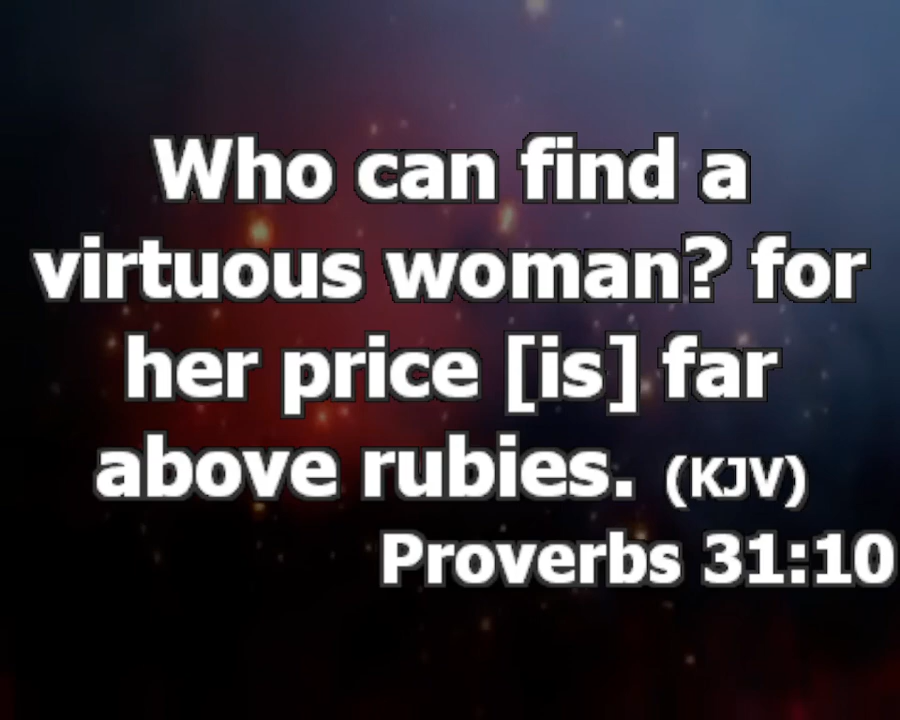 Who can find a
virtuous woman? for
her price [is] far
above rubies. (KJV)
Proverbs 31:10